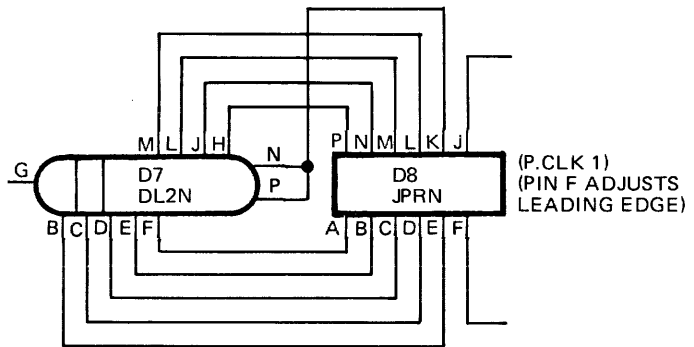 M L J H
P N M L K J
G
N
P
D7
DL2N
D8
JPRN
(P.CLK 1)
(PIN F ADJUSTS
LEADING EDGE)
B C D E F
A B C D E F